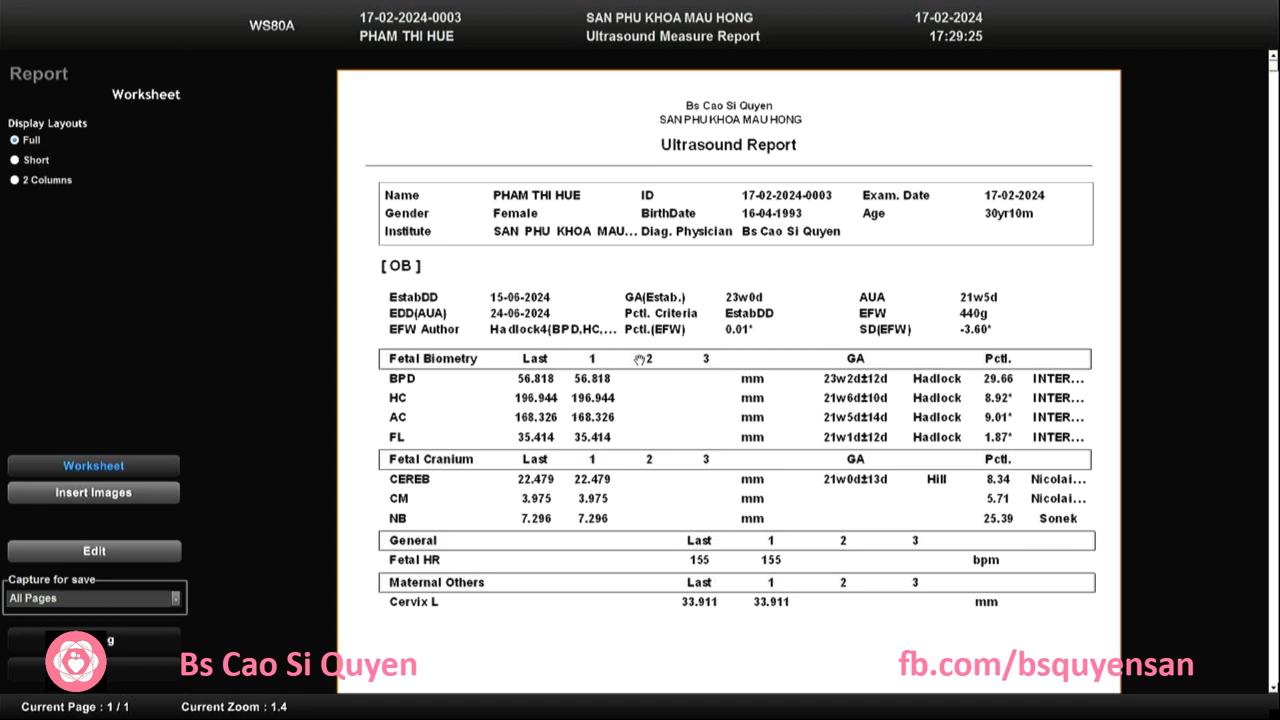 WS80A 17-02-2024-0003 SAN PHU KHOA MAU HONG 17-02-2024
PHAM THI HUE Ultrasound Measure Report 17:29:25
Report
Worksheet
Display Layouts
Full
Short
2 Columns
Bs Cao Si Quyen
SAN PHU KHOA MAU HONG
Ultrasound Report
Name PHAM THI HUE ID 17-02-2024-0003 Exam. Date 17-02-2024
Gender Female BirthDate 16-04-1993 Age 30yr10m
Institute SAN PHU KHOA MAU... Diag. Physician Bs Cao Si Quyen
[ OB ]
EstabDD 15-06-2024 GA(Estab.) 23w0d AUA 21w5d
EDD(AUA) 24-06-2024 Pctl. Criteria EstabDD EFW 440g
EFW Author Hadlock4(BPD,HC,... Pctl.(EFW) 0.01* SD(EFW) -3.60*
Fetal Biometry Last 1 2 3 GA Pctl.
BPD 56.818 56.818 mm 23w2d±12d Hadlock 29.66 INTER...
HC 196.944 196.944 mm 21w6d±10d Hadlock 8.92* INTER...
AC 168.326 168.326 mm 21w5d±14d Hadlock 9.01* INTER...
FL 35.414 35.414 mm 21w1d±12d Hadlock 1.87* INTER...
Fetal Cranium Last 1 2 3 GA Pctl.
CEREB 22.479 22.479 mm 21w0d±13d Hill 8.34 Nicolai...
CM 3.975 3.975 mm 5.71 Nicolai...
NB 7.296 7.296 mm 25.39 Sonek
General Last 1 2 3
Fetal HR 155 155 bpm
Maternal Others Last 1 2 3
Cervix L 33.911 33.911 mm
Worksheet
Insert Images
Edit
Capture for save
All Pages
g
Bs Cao Si Quyen fb.com/bsquyensan
Current Page : 1 / 1 Current Zoom : 1.4